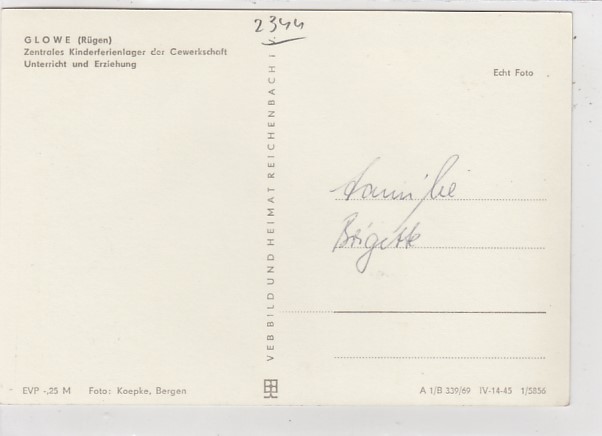 2344
GLOWE (Rügen)
Zentrales Kinderferienlager der Gewerkschaft
Unterricht und Erziehung
Echt Foto
VEB BILD UND HEIMAT REICHENBACH i. V.
Familie
Brigitte
EVP -,25 M Foto: Koepke, Bergen
A 1/B 339/69 IV-14-45 1/5856